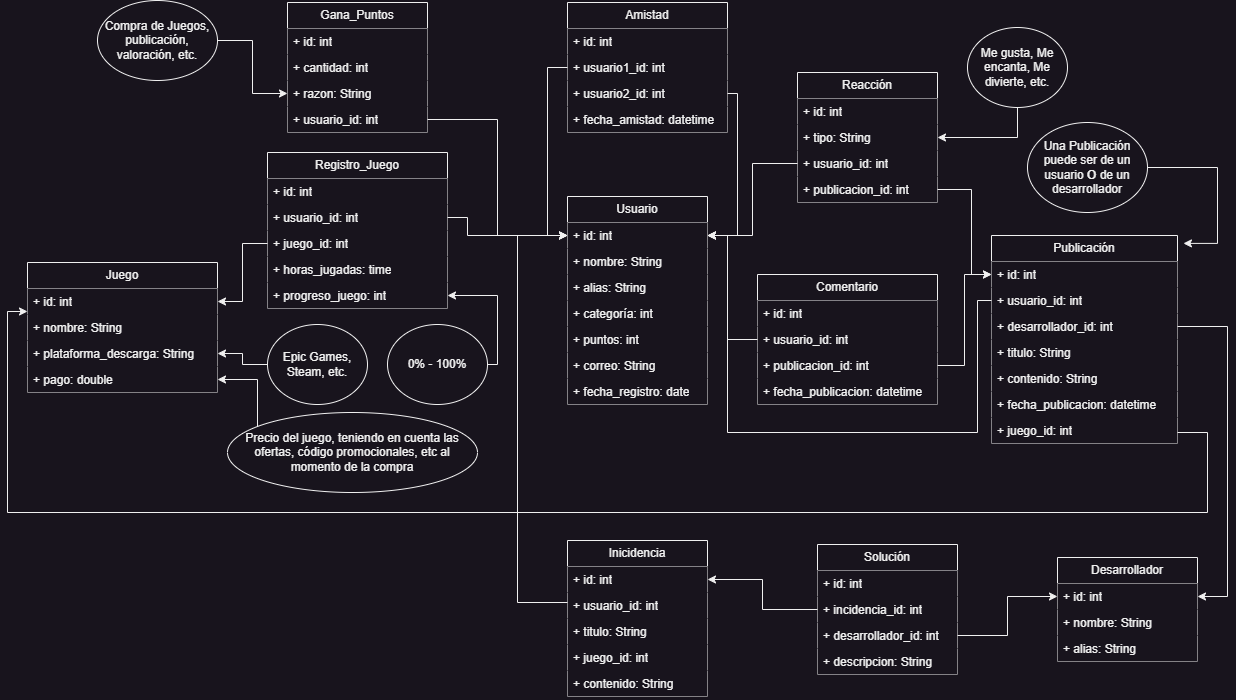 Compra de Juegos,
publicación,
valoración, etc.
Gana_Puntos
+ id: int
+ cantidad: int
+ razon: String
+ usuario_id: int
Amistad
+ id: int
+ usuario1_id: int
+ usuario2_id: int
+ fecha_amistad: datetime
Reacción
+ id: int
+ tipo: String
+ usuario_id: int
+ publicacion_id: int
Me gusta, Me
encanta, Me
divierte, etc.
Una Publicación
puede ser de un
usuario O de un
desarrollador
Registro_Juego
+ id: int
+ usuario_id: int
+ juego_id: int
+ horas_jugadas: time
+ progreso_juego: int
Usuario
+ id: int
+ nombre: String
+ alias: String
+ categoría: int
+ puntos: int
+ correo: String
+ fecha_registro: date
Publicación
+ id: int
+ usuario_id: int
+ desarrollador_id: int
+ titulo: String
+ contenido: String
+ fecha_publicacion: datetime
+ juego_id: int
Juego
+ id: int
+ nombre: String
+ plataforma_descarga: String
+ pago: double
Comentario
+ id: int
+ usuario_id: int
+ publicacion_id: int
+ fecha_publicacion: datetime
Epic Games,
Steam, etc.
0% - 100%
Precio del juego, teniendo en cuenta las
ofertas, código promocionales, etc al
momento de la compra
Inicidencia
+ id: int
+ usuario_id: int
+ titulo: String
+ juego_id: int
+ contenido: String
Solución
+ id: int
+ incidencia_id: int
+ desarrollador_id: int
+ descripcion: String
Desarrollador
+ id: int
+ nombre: String
+ alias: String